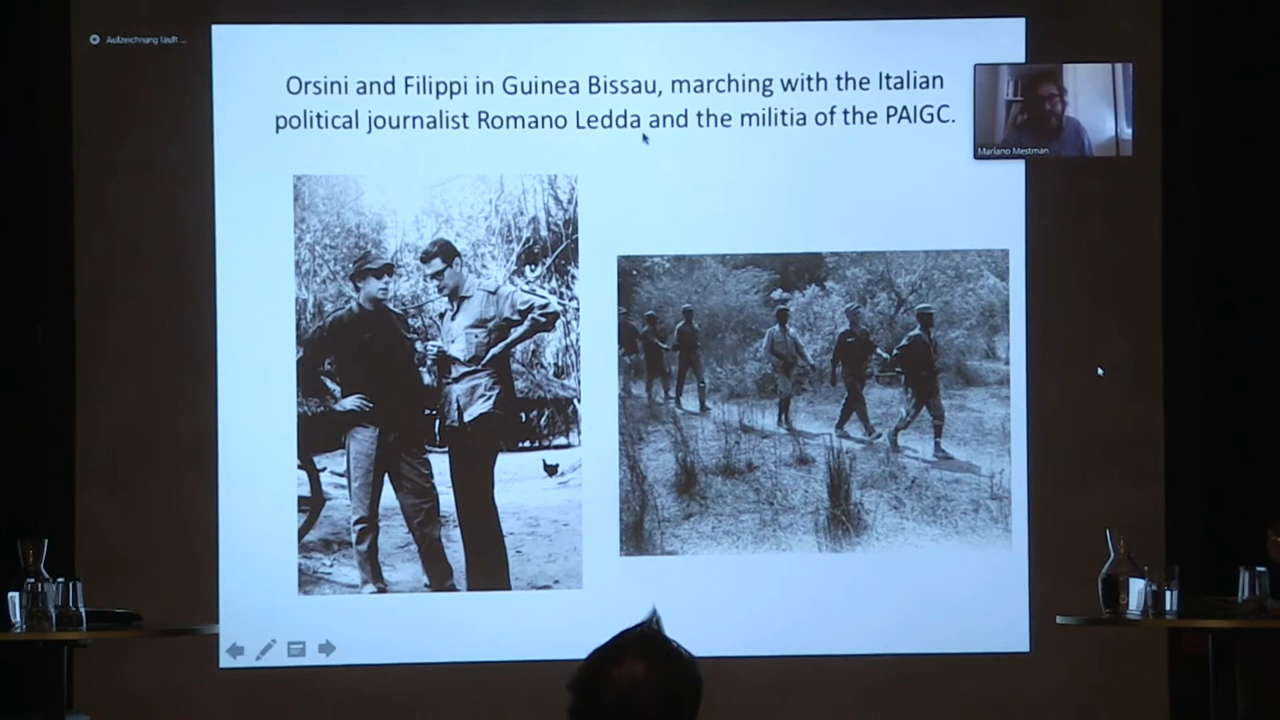 Aufzeichnung läuft ...
Orsini and Filippi in Guinea Bissau, marching with the Italian
political journalist Romano Ledda and the militia of the PAIGC.
Mariano Mestman